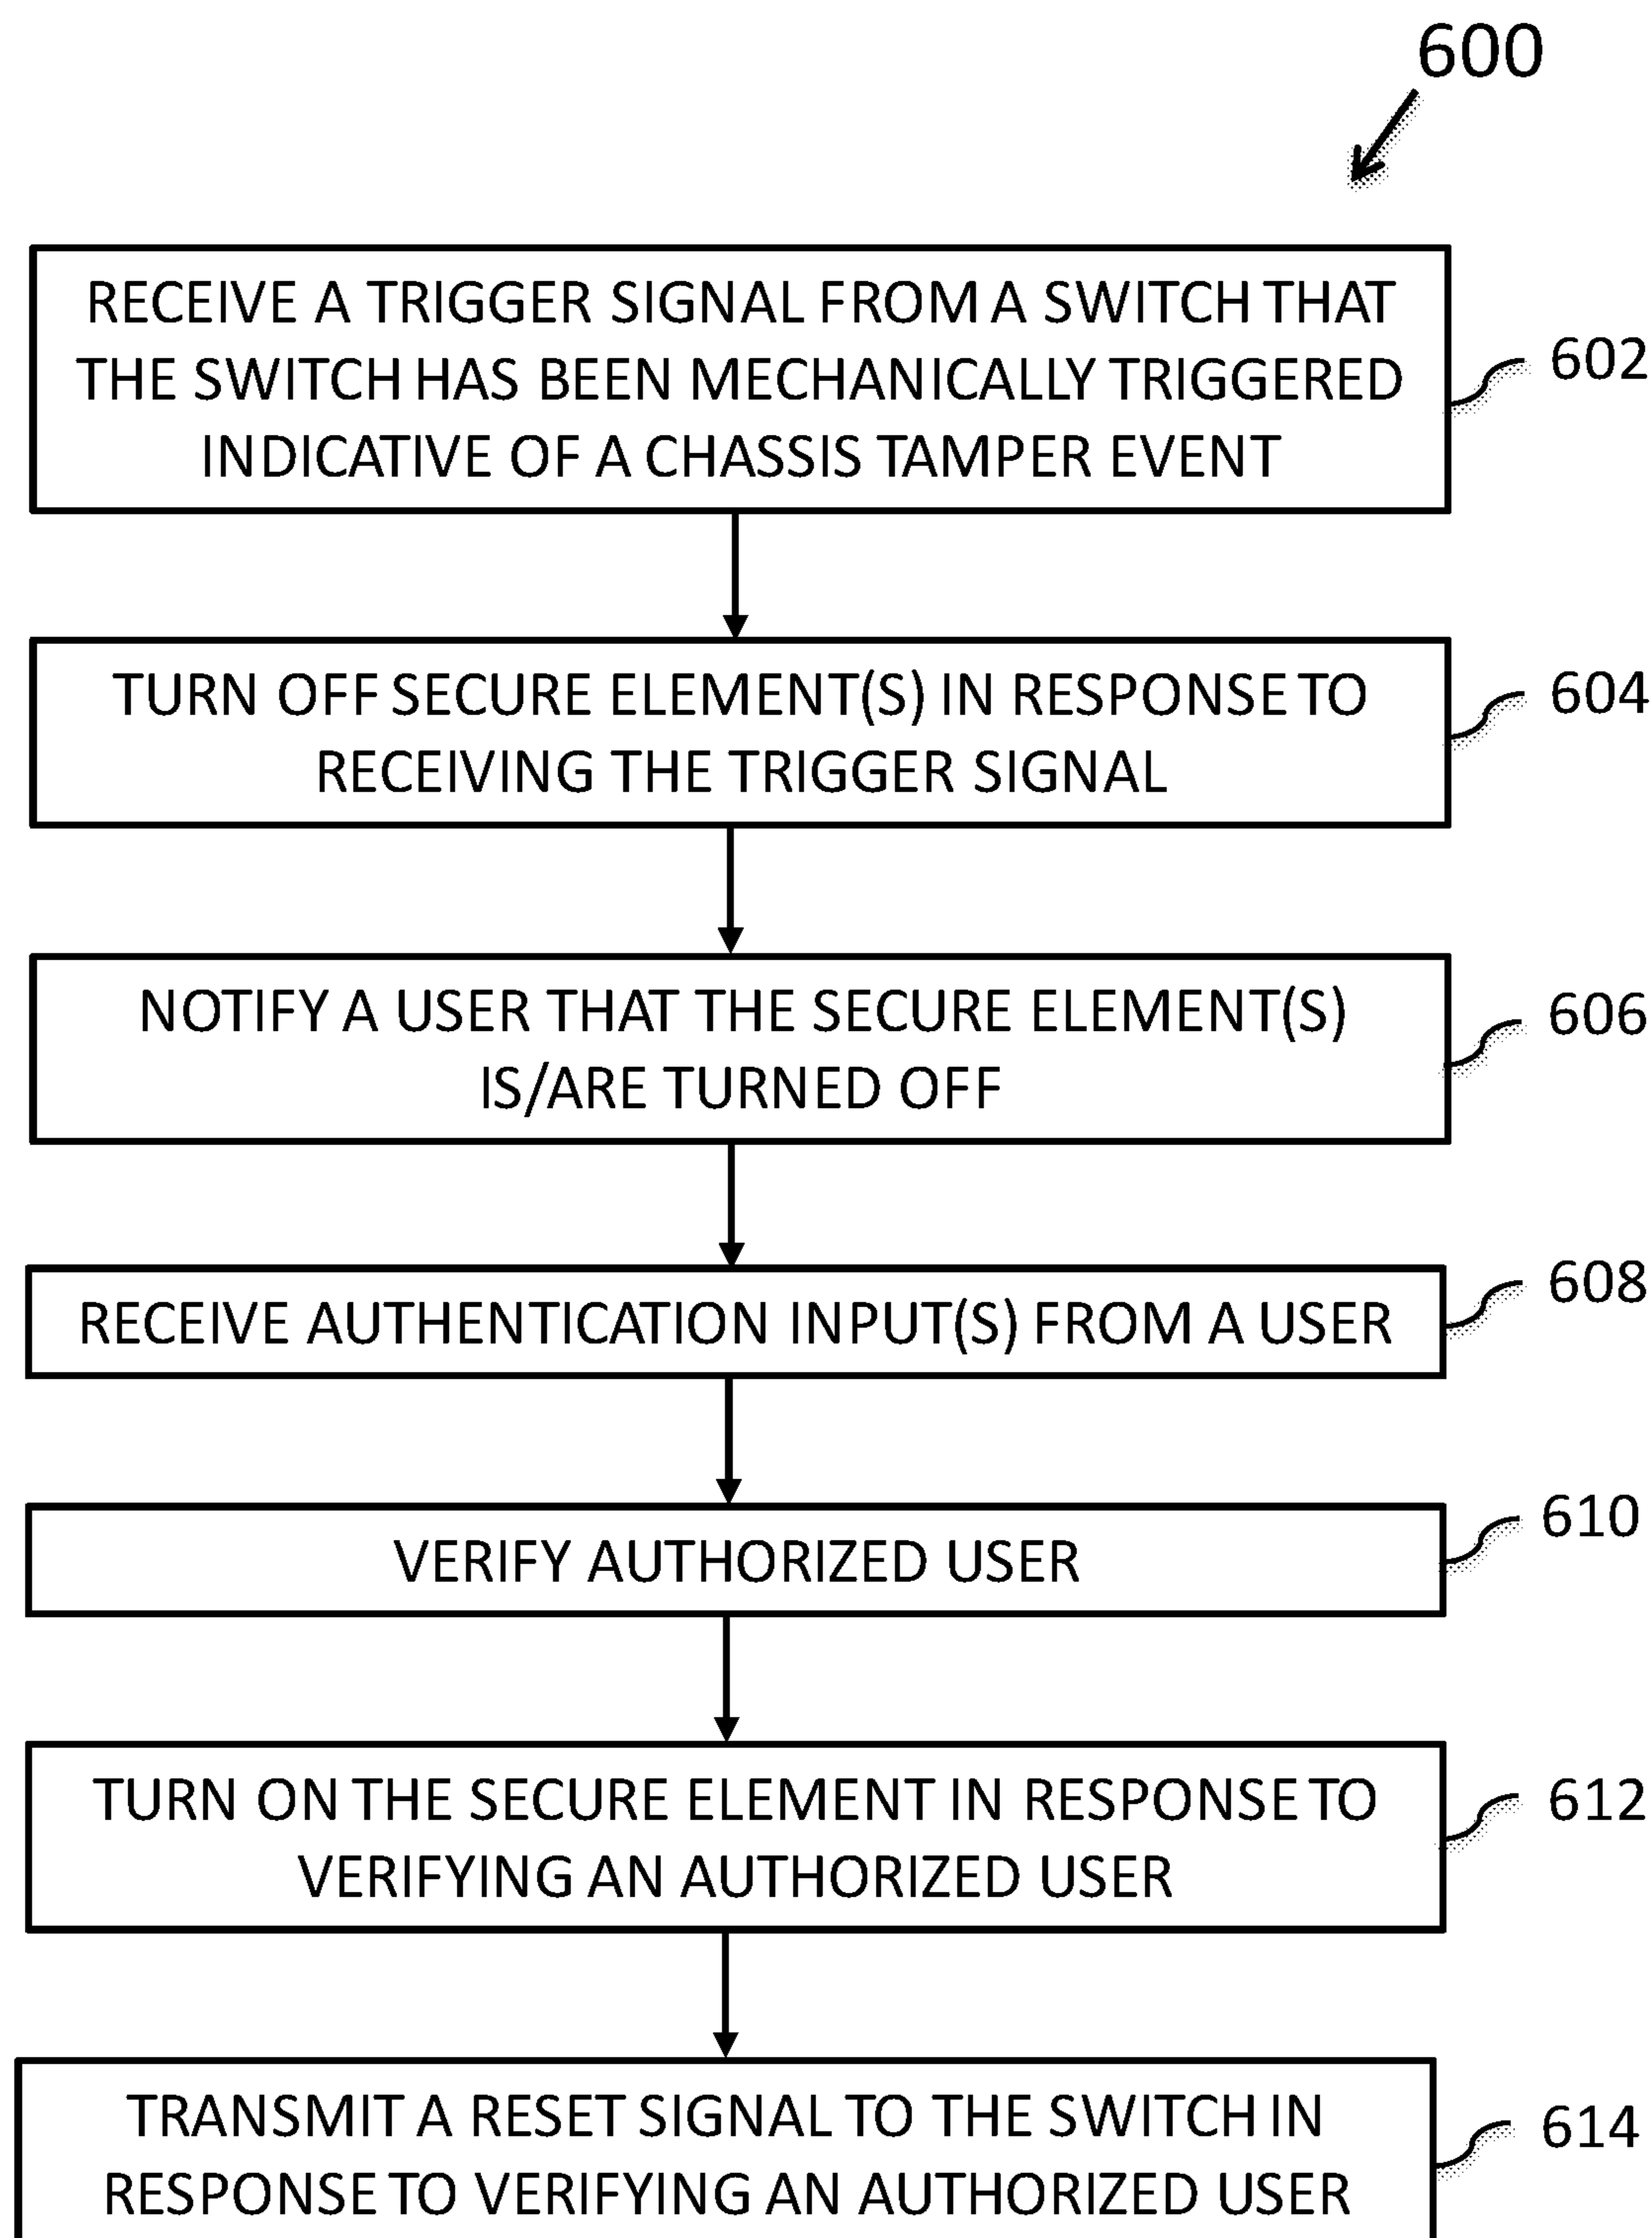 600
RECEIVE A TRIGGER SIGNAL FROM A SWITCH THAT
THE SWITCH HAS BEEN MECHANICALLY TRIGGERED
INDICATIVE OF A CHASSIS TAMPER EVENT
602
TURN OFF SECURE ELEMENT(S) IN RESPONSE TO
RECEIVING THE TRIGGER SIGNAL
604
NOTIFY A USER THAT THE SECURE ELEMENT(S)
IS/ARE TURNED OFF
606
RECEIVE AUTHENTICATION INPUT(S) FROM A USER
608
VERIFY AUTHORIZED USER
610
TURN ON THE SECURE ELEMENT IN RESPONSE TO
VERIFYING AN AUTHORIZED USER
612
TRANSMIT A RESET SIGNAL TO THE SWITCH IN
RESPONSE TO VERIFYING AN AUTHORIZED USER
614